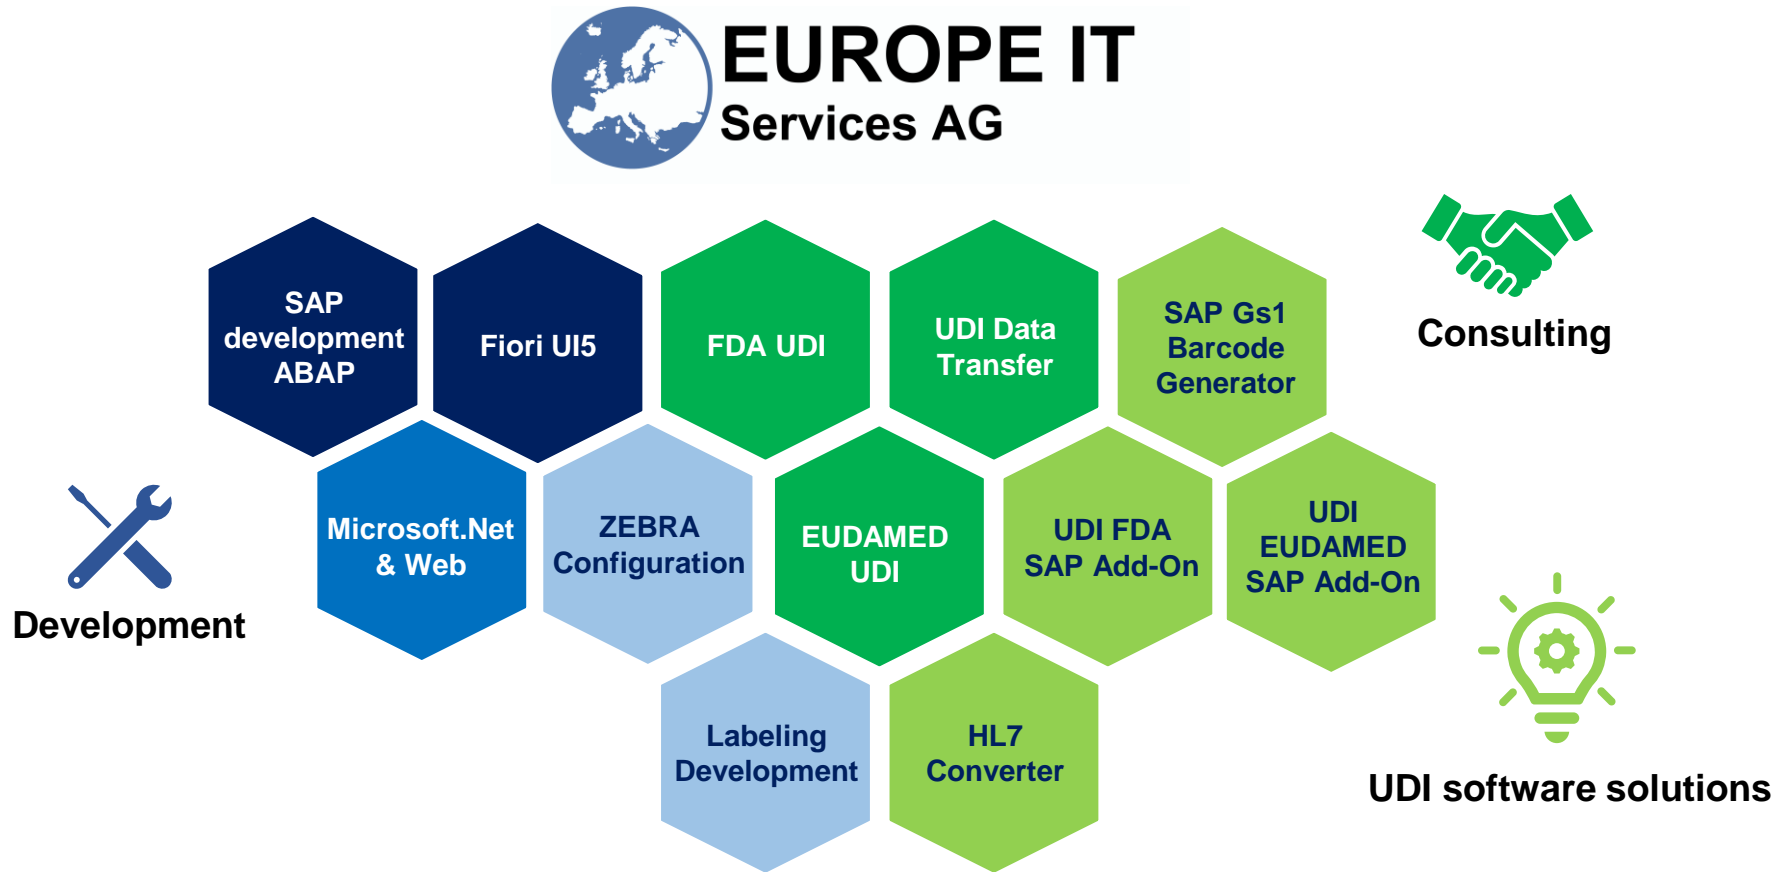 EUROPE IT
Services AG
SAP
development
ABAP
Fiori UI5
FDA UDI
UDI Data
Transfer
SAP Gs1
Barcode
Generator
Consulting
Microsoft.Net
& Web
ZEBRA
Configuration
EUDAMED
UDI
UDI FDA
SAP Add-On
UDI
EUDAMED
SAP Add-On
Development
Labeling
Development
HL7
Converter
UDI software solutions